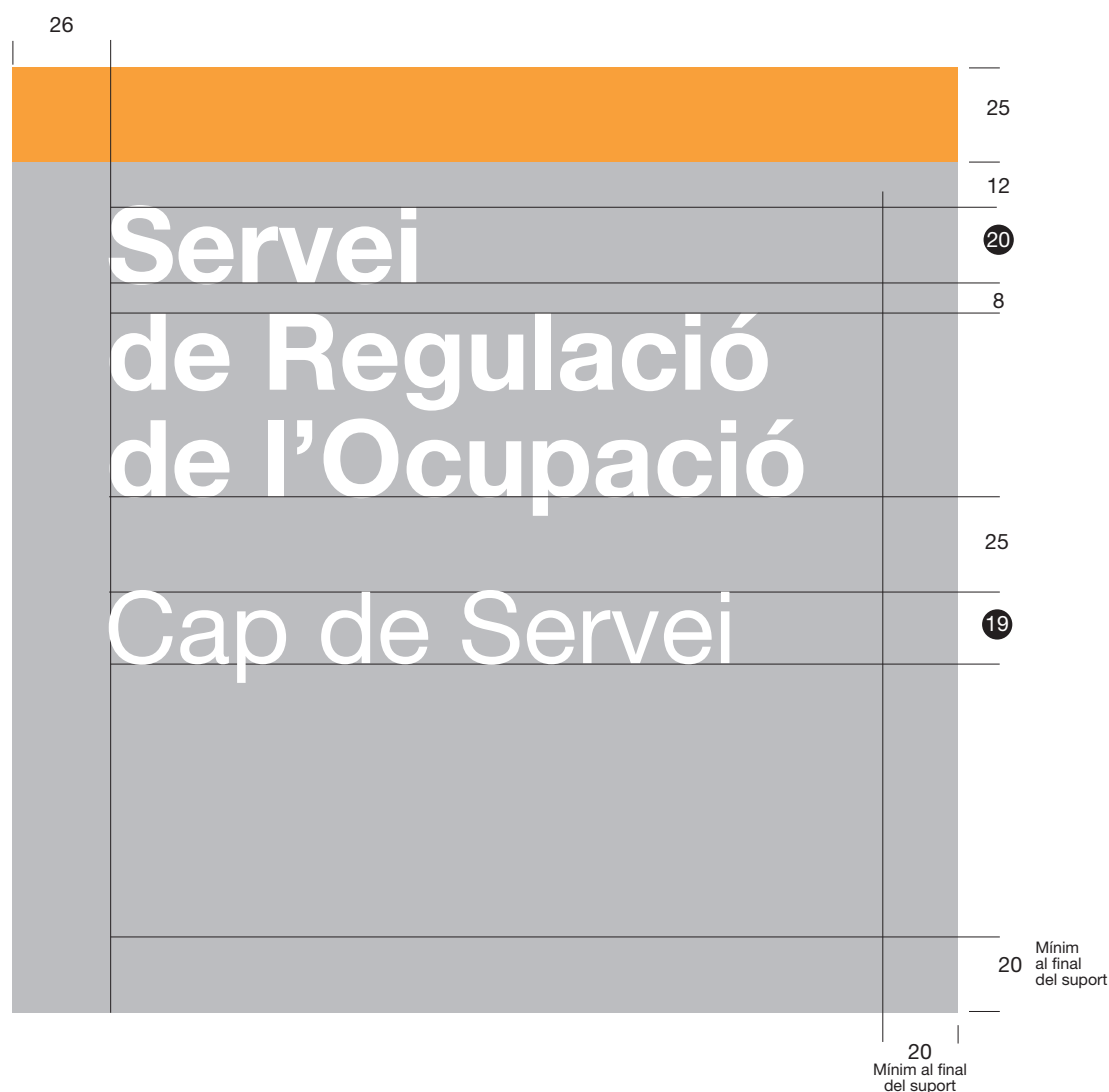 26
25
12
Servei
20
8
de Regulació
de l’Ocupació
25
Cap de Servei
19
20
Mínim
al final
del suport
20
Mínim al final
del suport